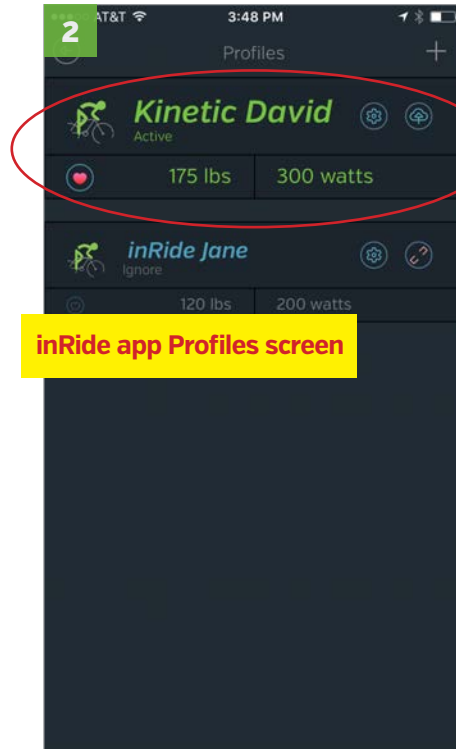 2
AT&T 3:48 PM
Profiles
Kinetic David
Active
175 lbs 300 watts
inRide Jane
Ignore
120 lbs 200 watts
inRide app Profiles screen